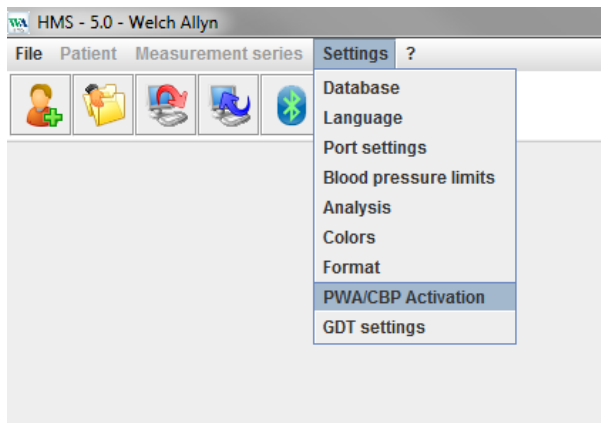 WA HMS - 5.0 - Welch Allyn
File Patient Measurement series Settings ?
Database
Language
Port settings
Blood pressure limits
Analysis
Colors
Format
PWA/CBP Activation
GDT settings